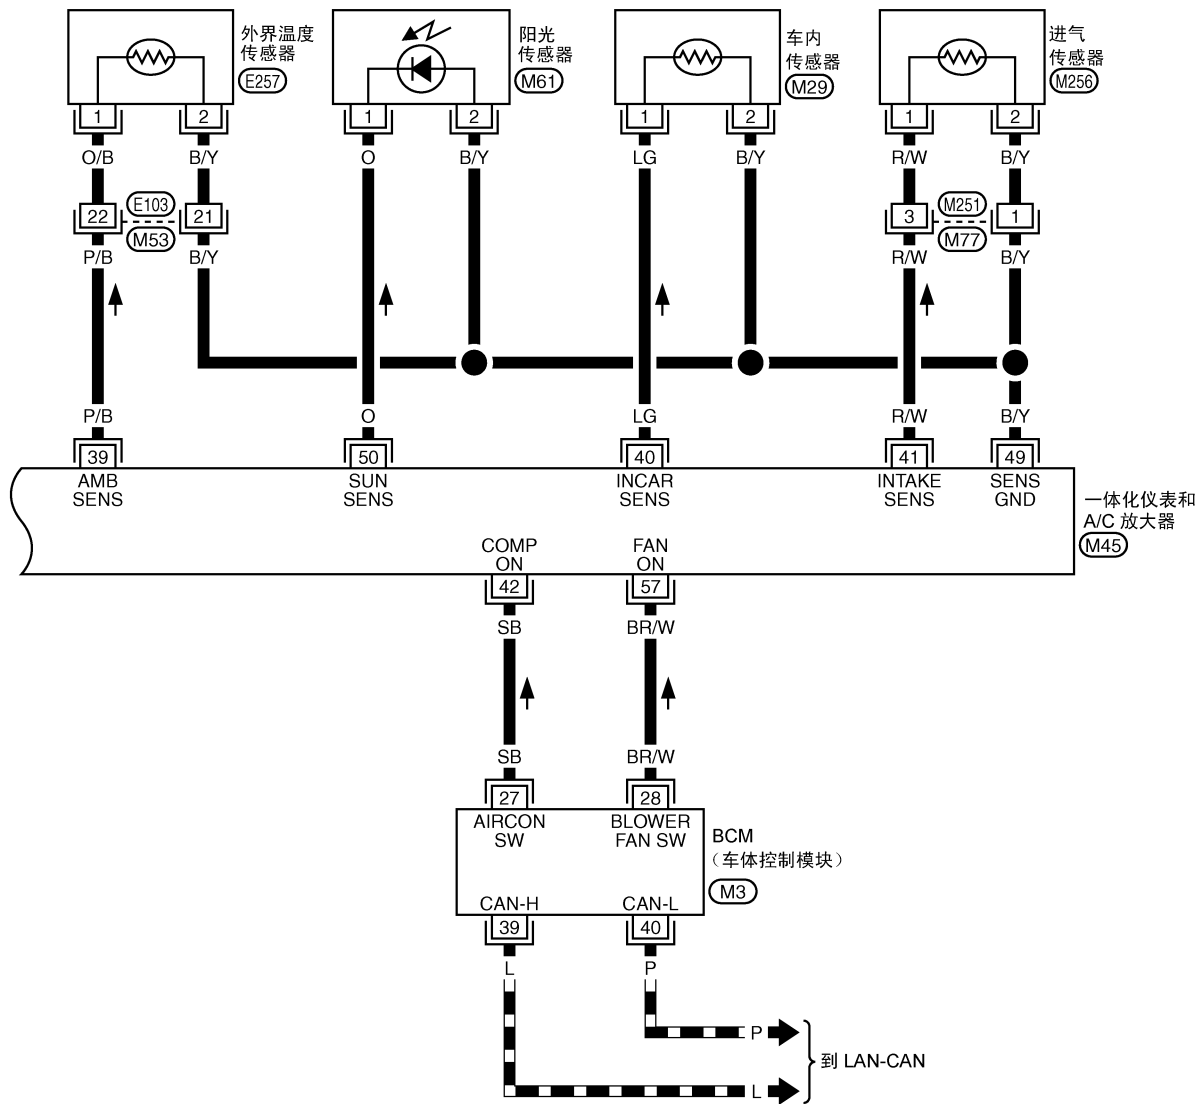 外界温度
传感器
E257
阳光
传感器
M61
车内
传感器
M29
进气
传感器
M256
1 2 1 2 1 2 1 2
O/B B/Y O B/Y LG B/Y R/W B/Y
22 E103 21 3 M251 1
M53 M77
P/B B/Y R/W B/Y
P/B O LG R/W B/Y
39 50 40 41 49
AMB SUN INCAR INTAKE SENS
SENS SENS SENS SENS GND
一体化仪表和
A/C 放大器
M45
COMP FAN
ON ON
42 57
SB BR/W
SB BR/W
27 28
AIRCON BLOWER
SW FAN SW
BCM
（车体控制模块）
M3
CAN-H CAN-L
39 40
L P
P
到 LAN-CAN
L